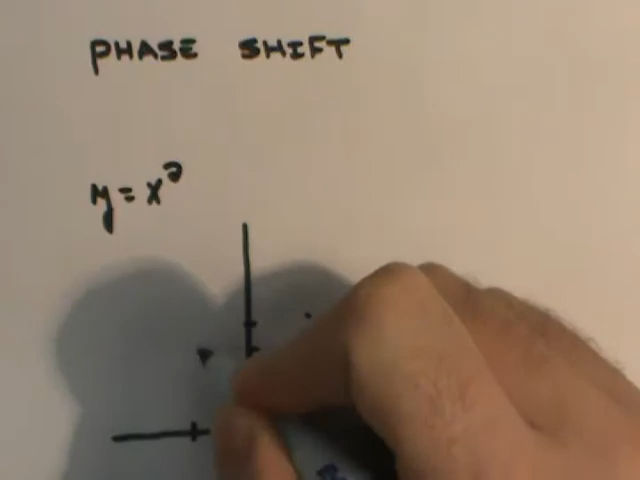 PHASE SHIFT
y = x²